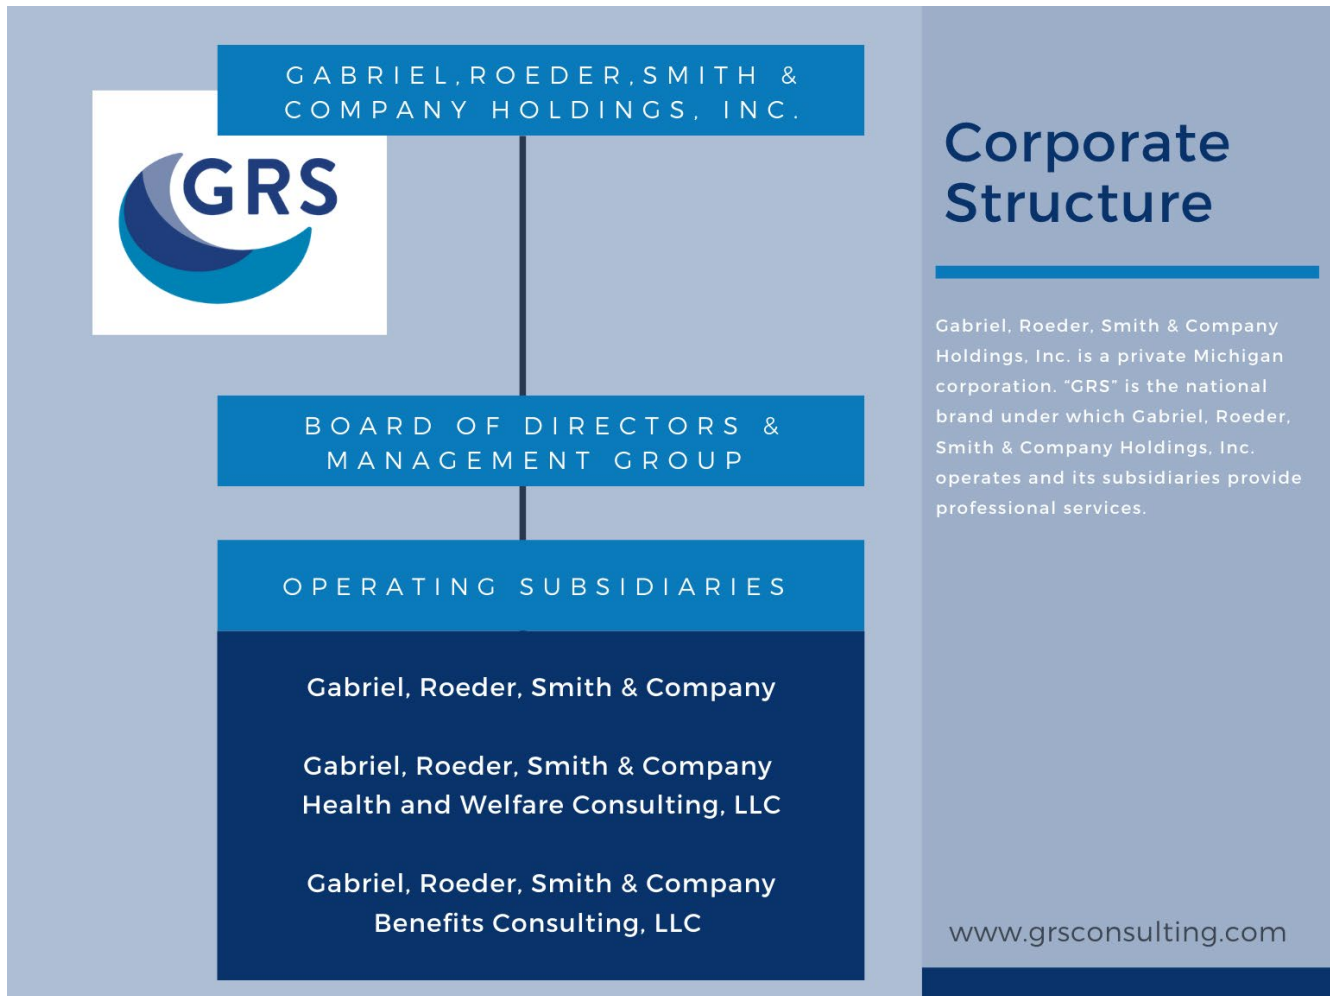 GABRIEL,ROEDER,SMITH &
COMPANY HOLDINGS, INC.
GRS
BOARD OF DIRECTORS &
MANAGEMENT GROUP
OPERATING SUBSIDIARIES
Gabriel, Roeder, Smith & Company
Gabriel, Roeder, Smith & Company
Health and Welfare Consulting, LLC
Gabriel, Roeder, Smith & Company
Benefits Consulting, LLC
Corporate
Structure
Gabriel, Roeder, Smith & Company
Holdings, Inc. is a private Michigan
corporation. “GRS” is the national
brand under which Gabriel, Roeder,
Smith & Company Holdings, Inc.
operates and its subsidiaries provide
professional services.
www.grsconsulting.com